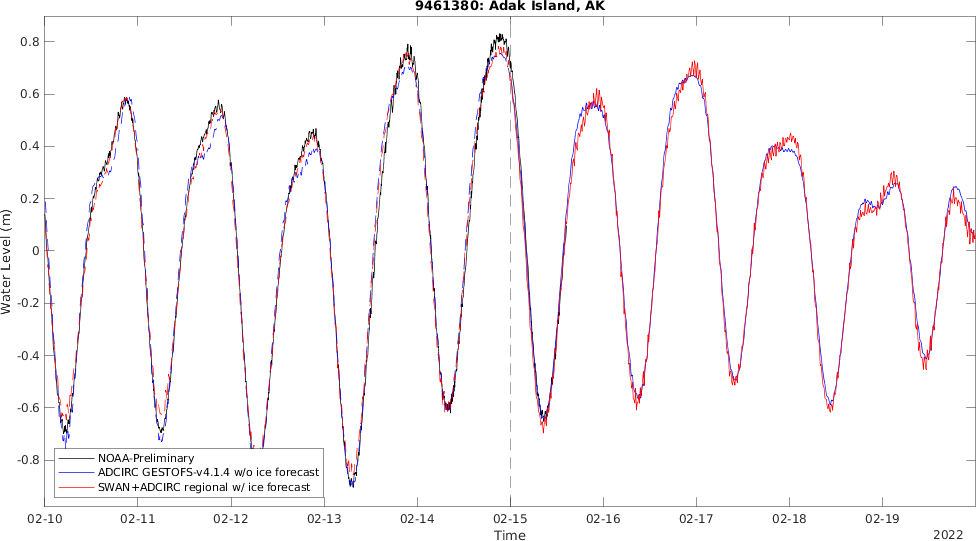 9461380: Adak Island, AK
0.8
0.6
0.4
0.2
0
-0.2
-0.4
-0.6
-0.8
Water Level (m)
NOAA-Preliminary
ADCIRC GESTOFS-v4.1.4 w/o ice forecast
SWAN+ADCIRC regional w/ ice forecast
02-10 02-11 02-12 02-13 02-14 02-15 02-16 02-17 02-18 02-19
Time
2022